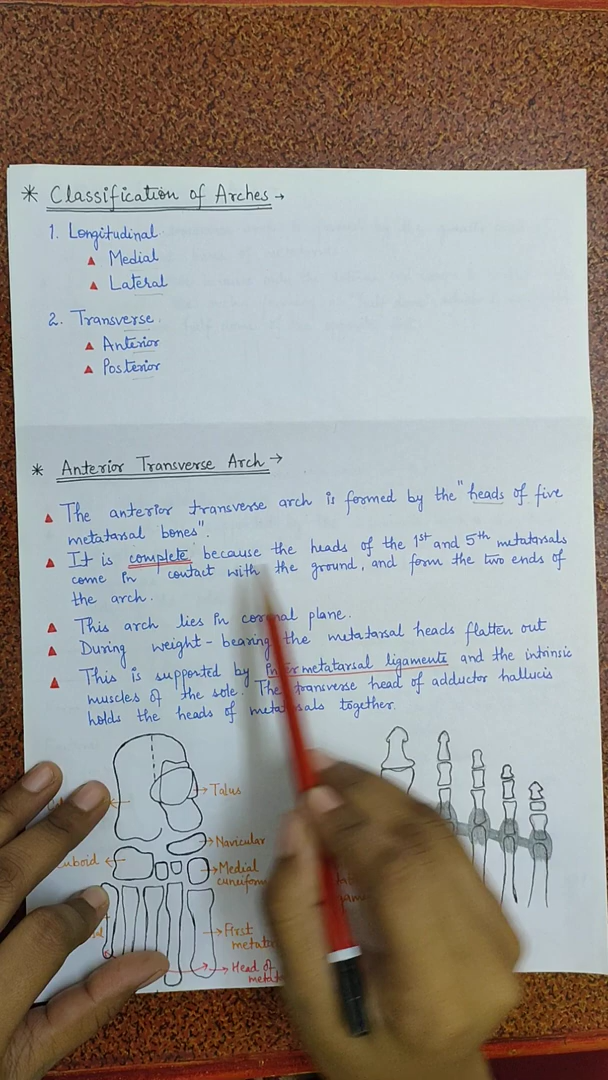 * Classification of Arches →
1. Longitudinal
▲ Medial
▲ Lateral
2. Transverse
▲ Anterior
▲ Posterior
* Anterior Transverse Arch →
▲ The anterior transverse arch is formed by the "heads of five
metatarsal bones".
▲ It is complete because the heads of the 1st and 5th metatarsals
come in contact with the ground, and form the two ends of
the arch.
▲ This arch lies in coronal plane.
▲ During weight-bearing the metatarsal heads flatten out
▲ This is supported by intermetatarsal ligaments and the intrinsic
muscles of the sole. The transverse head of adductor hallucis
holds the heads of metatarsals together.
Talus
Navicular
Cuboid
Medial
cuneiform
First
Head of